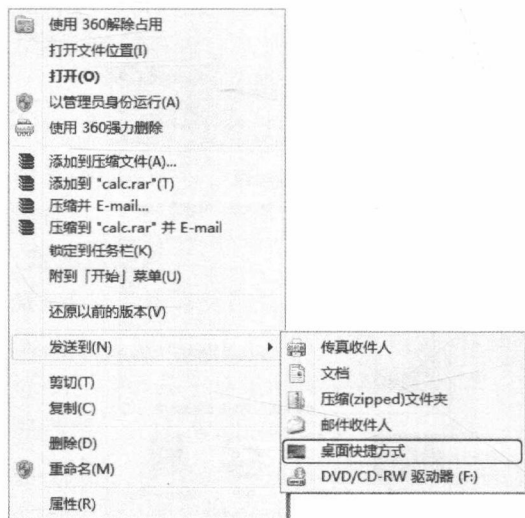 使用 360解除占用
打开文件位置(I)
打开(O)
以管理员身份运行(A)
使用 360强力删除
添加到压缩文件(A)...
添加到 "calc.rar"(T)
压缩并 E-mail...
压缩到 "calc.rar" 并 E-mail
锁定到任务栏(K)
附到「开始」菜单(U)
还原以前的版本(V)
发送到(N)
剪切(T)
复制(C)
删除(D)
重命名(M)
属性(R)
传真收件人
文档
压缩(zipped)文件夹
邮件收件人
桌面快捷方式
DVD/CD-RW 驱动器 (F:)